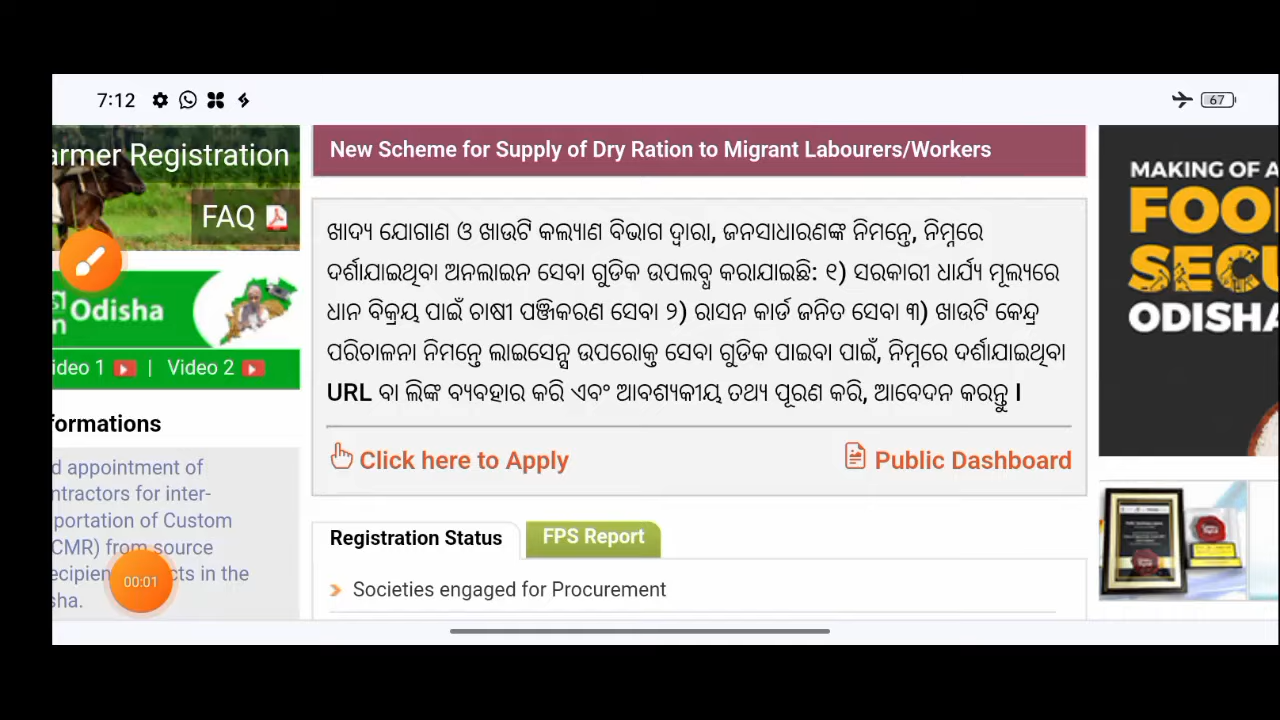 7:12
67
armer Registration
FAQ
Odisha
ideo 1 | Video 2
formations
d appointment of
ntractors for inter-
portation of Custom
CMR) from source
ecipien cts in the
sha.
00:01
New Scheme for Supply of Dry Ration to Migrant Labourers/Workers
ଖାଦ୍ୟ ଯୋଗାଣ ଓ ଖାଉଟି କଲ୍ୟାଣ ବିଭାଗ ଦ୍ୱାରା, ଜନସାଧାରଣଙ୍କ ନିମନ୍ତେ, ନିମ୍ନରେ
ଦର୍ଶାଯାଇଥିବା ଅନଲାଇନ ସେବା ଗୁଡିକ ଉପଲବ୍ଧ କରାଯାଇଛି: ୧) ସରକାରୀ ଧାର୍ଯ୍ୟ ମୂଲ୍ୟରେ
ଧାନ ବିକ୍ରୟ ପାଇଁ ଚାଷୀ ପଞ୍ଜିକରଣ ସେବା ୨) ରାସନ କାର୍ଡ ଜନିତ ସେବା ୩) ଖାଉଟି କେନ୍ଦ୍ର
ପରିଚାଳନା ନିମନ୍ତେ ଲାଇସେନ୍ସ ଉପରୋକ୍ତ ସେବା ଗୁଡିକ ପାଇବା ପାଇଁ, ନିମ୍ନରେ ଦର୍ଶାଯାଇଥିବା
URL ବା ଲିଙ୍କ ବ୍ୟବହାର କରି ଏବଂ ଆବଶ୍ୟକୀୟ ତଥ୍ୟ ପୂରଣ କରି, ଆବେଦନ କରନ୍ତୁ ।
Click here to Apply
Public Dashboard
Registration Status
FPS Report
Societies engaged for Procurement
MAKING OF A
FOO
SECU
ODISHA